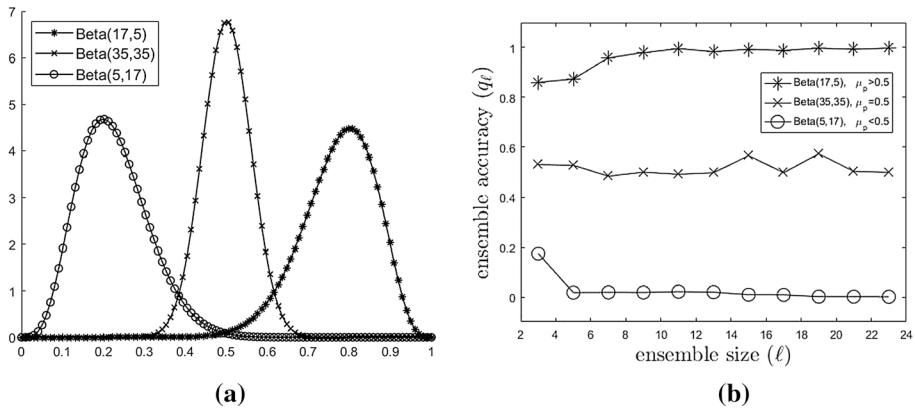 7
6
5
4
3
2
1
0
Beta(17,5)
Beta(35,35)
Beta(5,17)
0 0.1 0.2 0.3 0.4 0.5 0.6 0.7 0.8 0.9 1
(a)
ensemble accuracy (qℓ)
1
0.8
0.6
0.4
0.2
0
Beta(17,5), μp>0.5
Beta(35,35), μp=0.5
Beta(5,17), μp<0.5
2 4 6 8 10 12 14 16 18 20 22 24
ensemble size (ℓ)
(b)